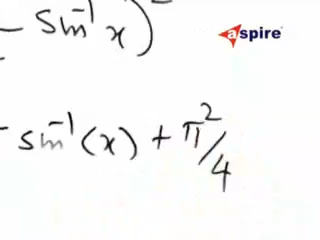 - sin⁻¹ x)
aspire
- sin⁻¹(x) + π²/4